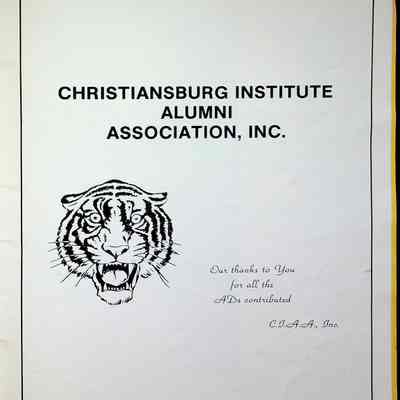 CHRISTIANSBURG INSTITUTE
ALUMNI
ASSOCIATION, INC.
Our thanks to You
for all the
ADs contributed
C.I.A.A., Inc.